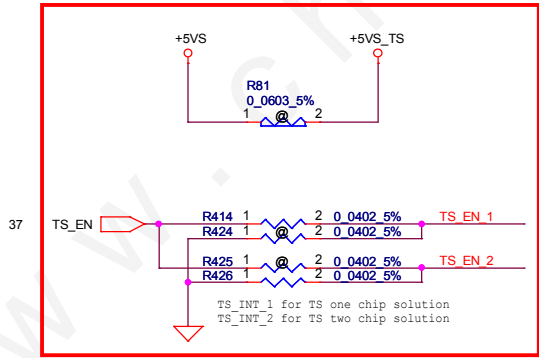 +5VS +5VS_TS
R81
0_0603_5%
1 @ 2
37 TS_EN
R414 1 2 0_0402_5% TS_EN_1
R424 1 @ 2 0_0402_5%
R425 1 @ 2 0_0402_5% TS_EN_2
R426 1 2 0_0402_5%
TS_INT_1 for TS one chip solution
TS_INT_2 for TS two chip solution